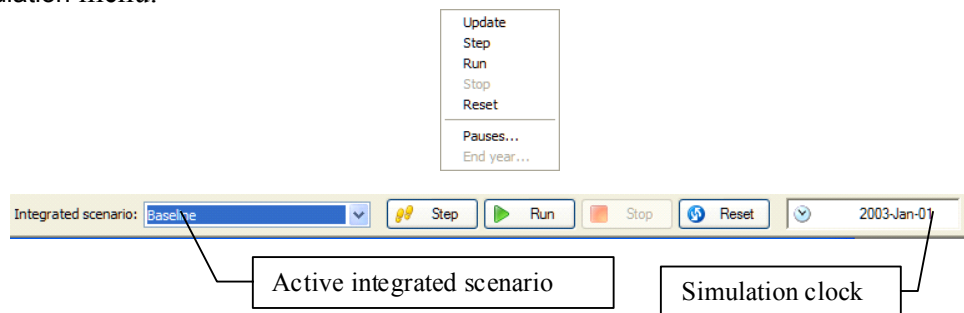 menu.
Update
Step
Run
Stop
Reset
Pauses...
End year...
Integrated scenario: Baseline Step Run Stop Reset 2003-Jan-01
Active integrated scenario
Simulation clock